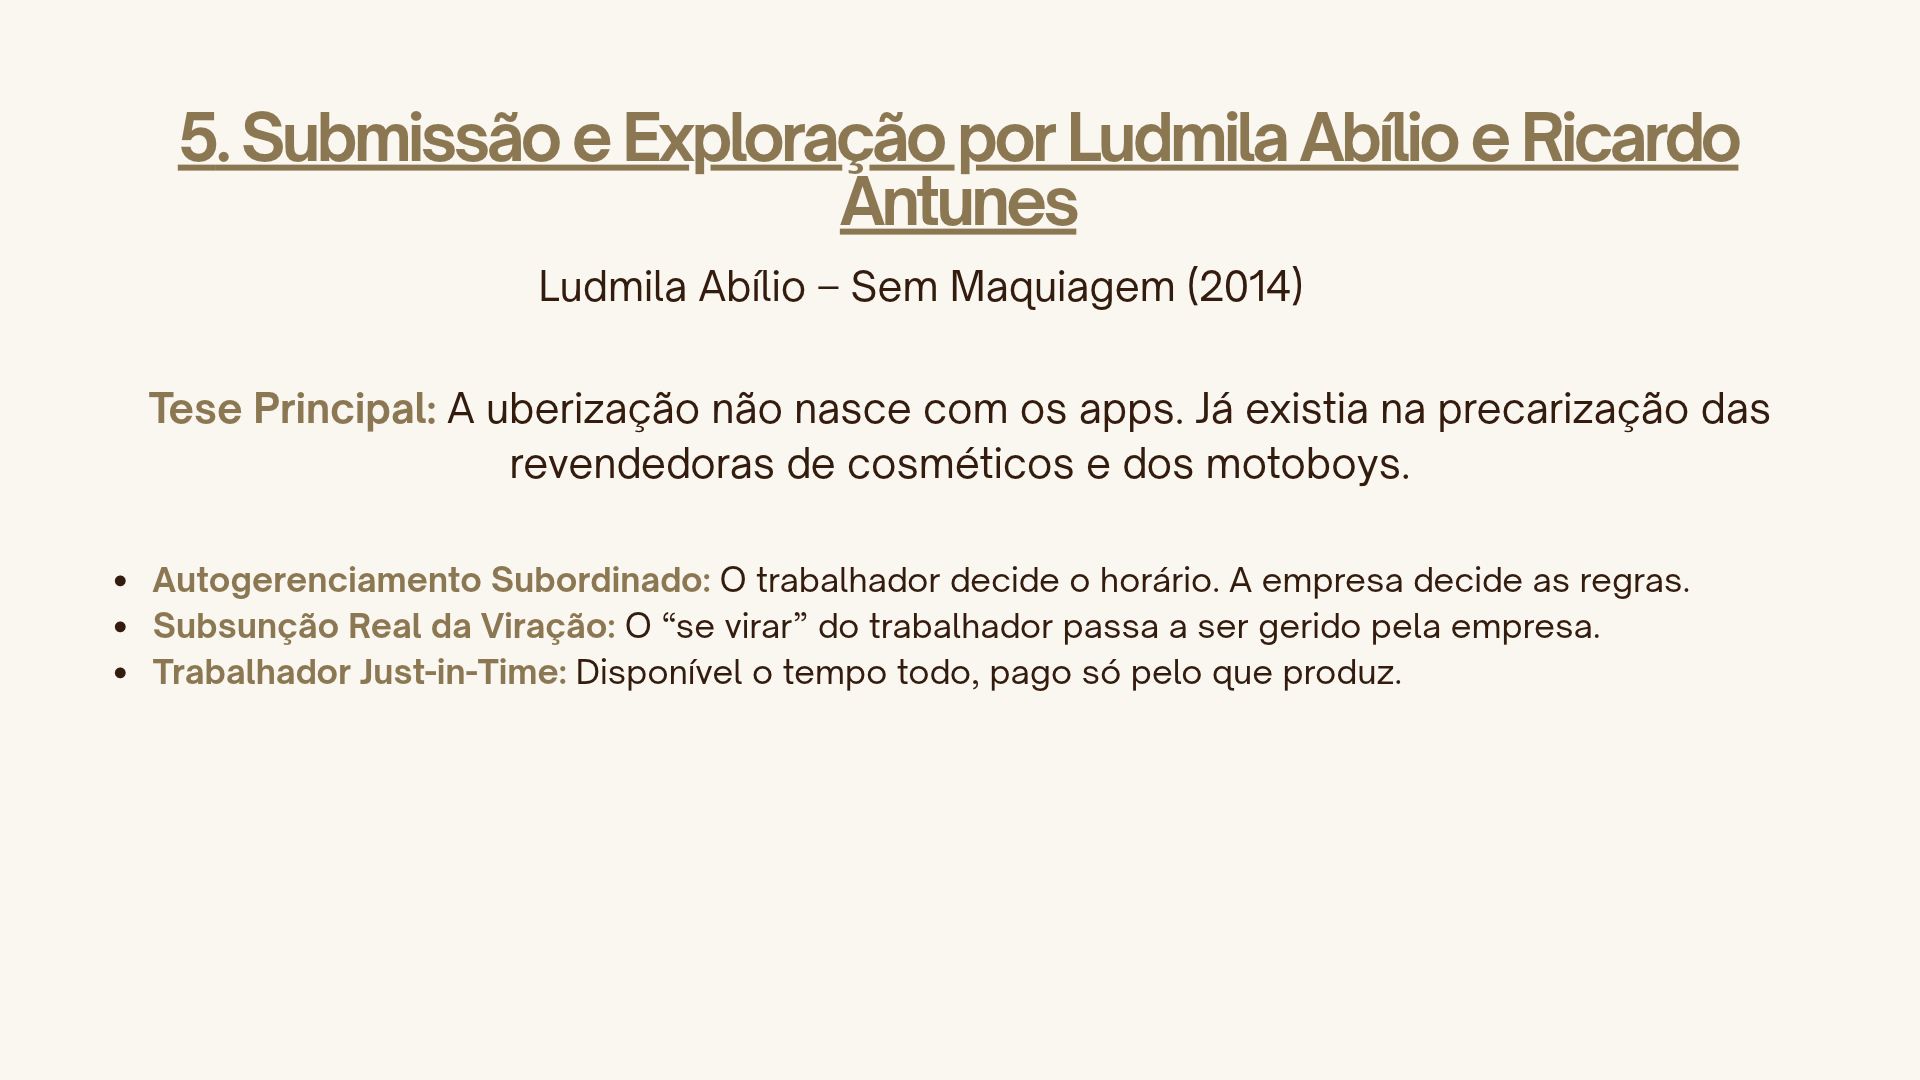 5. Submissão e Exploração por Ludmila Abílio e Ricardo
Antunes
Ludmila Abílio – Sem Maquiagem (2014)
Tese Principal: A uberização não nasce com os apps. Já existia na precarização das
revendedoras de cosméticos e dos motoboys.
• Autogerenciamento Subordinado: O trabalhador decide o horário. A empresa decide as regras.
• Subsunção Real da Viração: O “se virar” do trabalhador passa a ser gerido pela empresa.
• Trabalhador Just-in-Time: Disponível o tempo todo, pago só pelo que produz.